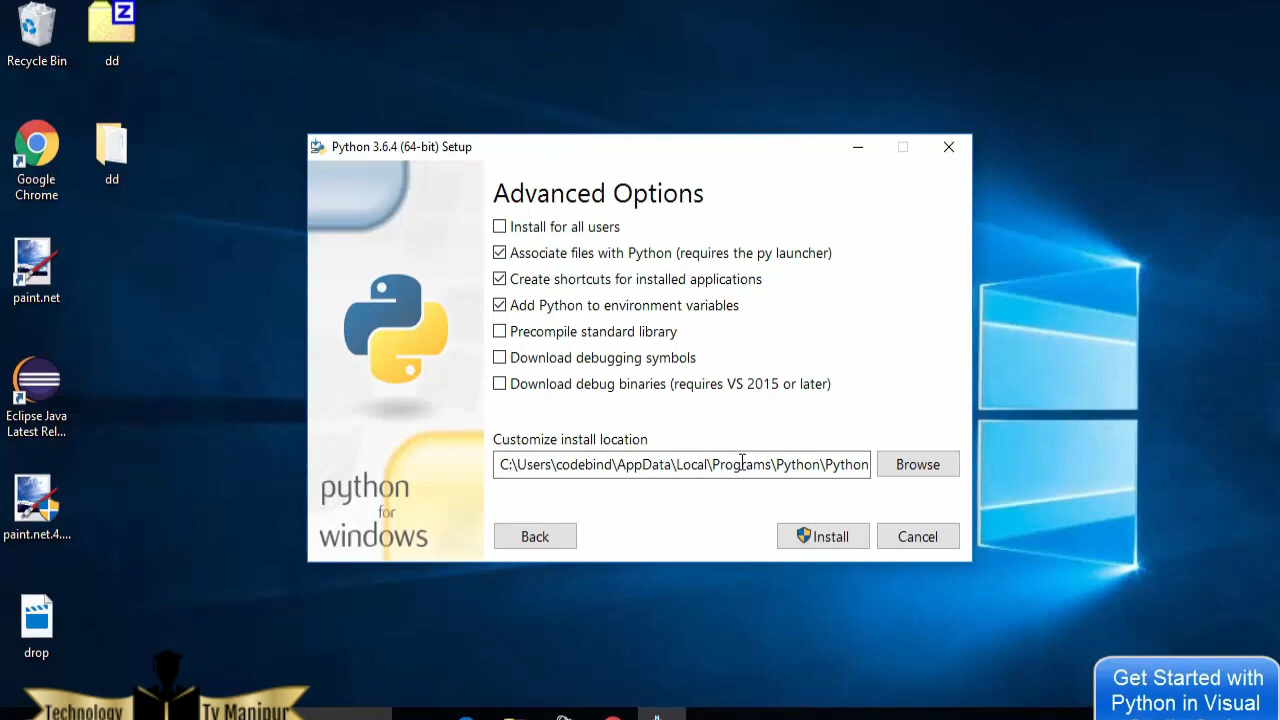 Recycle Bin
dd
Google
Chrome
dd
paint.net
Eclipse Java
Latest Rel...
paint.net.4....
drop
Python 3.6.4 (64-bit) Setup
Advanced Options
Install for all users
Associate files with Python (requires the py launcher)
Create shortcuts for installed applications
Add Python to environment variables
Precompile standard library
Download debugging symbols
Download debug binaries (requires VS 2015 or later)
Customize install location
C:\Users\codebind\AppData\Local\Programs\Python\Python
Browse
python
for
windows
Back
Install
Cancel
Technology Tv Manipur
Get Started with
Python in Visual